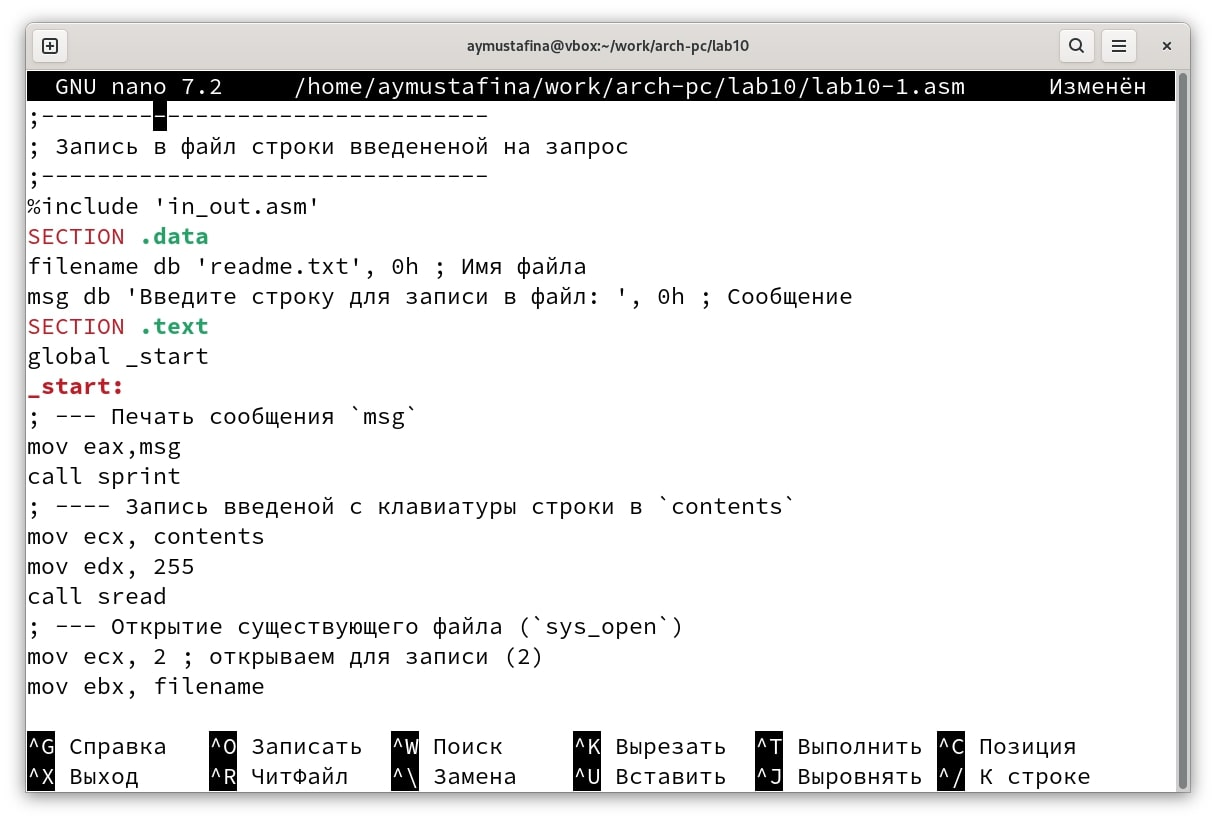 aymustafina@vbox:~/work/arch-pc/lab10
GNU nano 7.2 /home/aymustafina/work/arch-pc/lab10/lab10-1.asm Изменён
;--------------------------------
; Запись в файл строки введененой на запрос
;--------------------------------
%include 'in_out.asm'
SECTION .data
filename db 'readme.txt', 0h ; Имя файла
msg db 'Введите строку для записи в файл: ', 0h ; Сообщение
SECTION .text
global _start
_start:
; --- Печать сообщения `msg`
mov eax,msg
call sprint
; ---- Запись введеной с клавиатуры строки в `contents`
mov ecx, contents
mov edx, 255
call sread
; --- Открытие существующего файла (`sys_open`)
mov ecx, 2 ; открываем для записи (2)
mov ebx, filename
^G Справка ^O Записать ^W Поиск ^K Вырезать ^T Выполнить ^C Позиция
^X Выход ^R ЧитФайл ^\ Замена ^U Вставить ^J Выровнять ^/ К строке